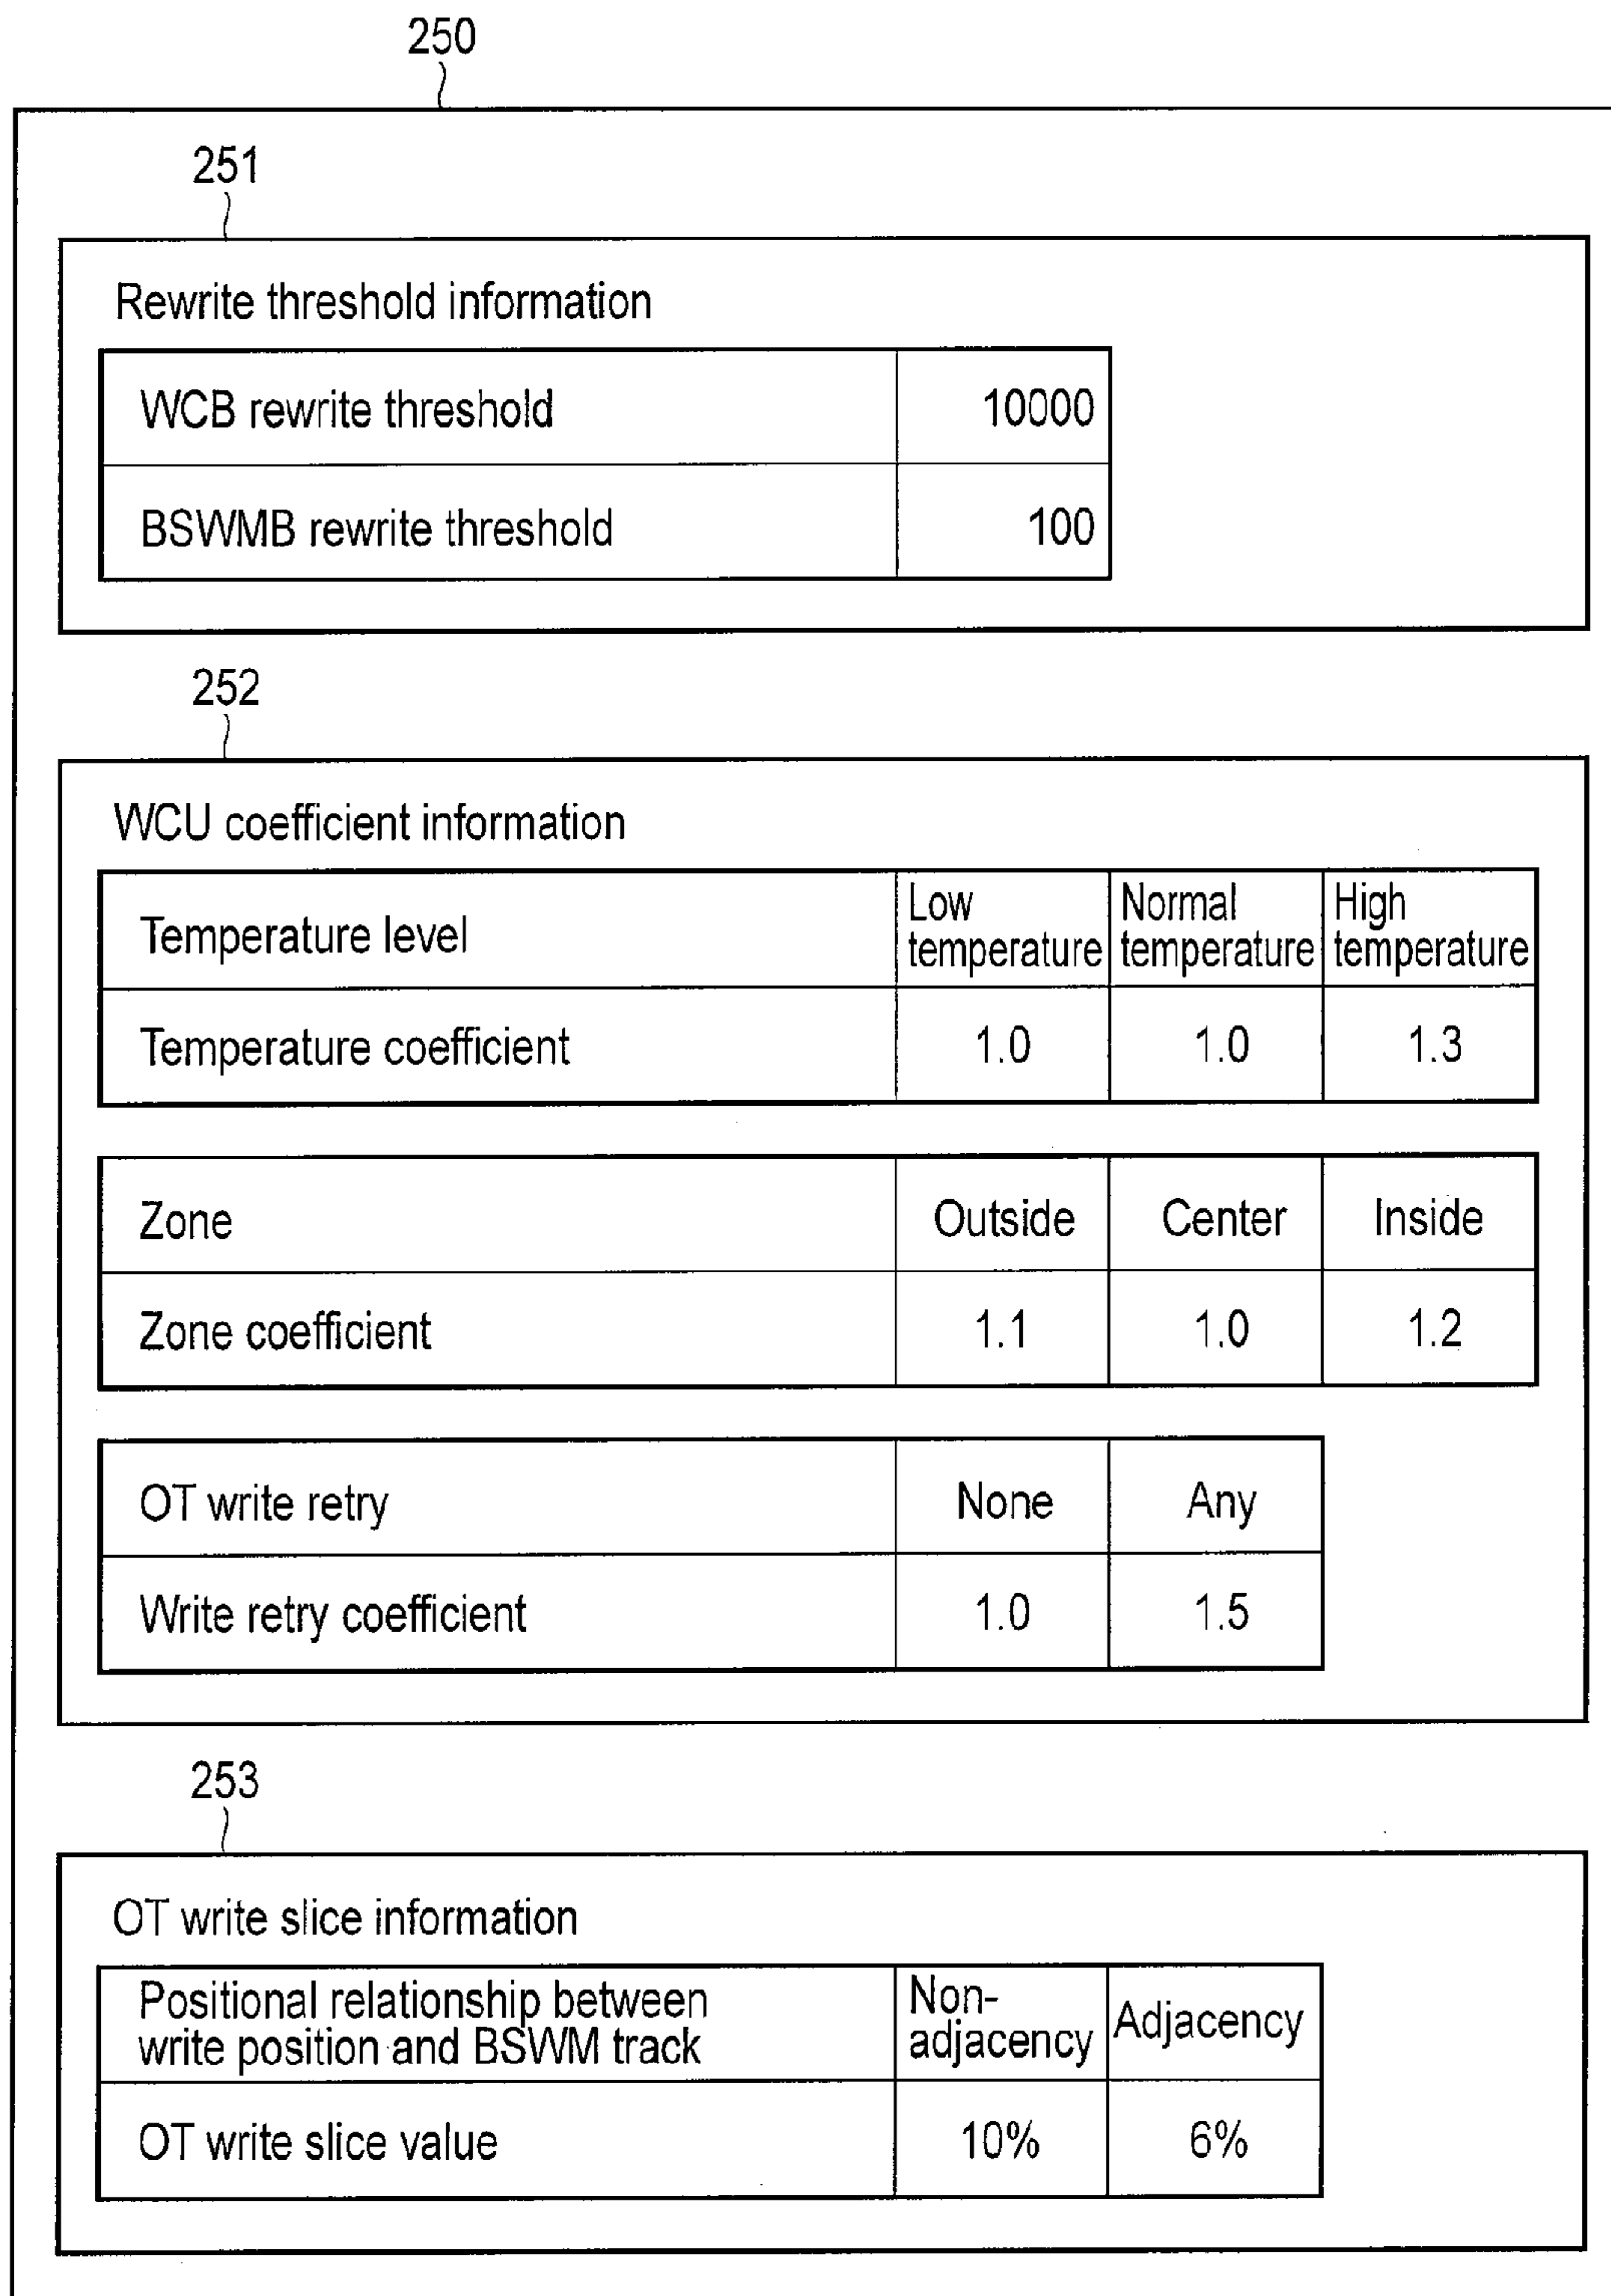 250
251
Rewrite threshold information
WCB rewrite threshold 10000
BSWMB rewrite threshold 100
252
WCU coefficient information
Temperature level Low temperature Normal temperature High temperature
Temperature coefficient 1.0 1.0 1.3
Zone Outside Center Inside
Zone coefficient 1.1 1.0 1.2
OT write retry None Any
Write retry coefficient 1.0 1.5
253
OT write slice information
Positional relationship between
write position and BSWM track
Non-
adjacency
Adjacency
OT write slice value 10% 6%